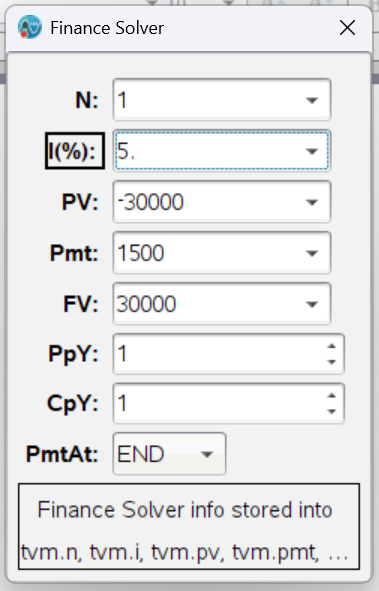 Finance Solver
N: 1
I(%): 5.
PV: -30000
Pmt: 1500
FV: 30000
PpY: 1
CpY: 1
PmtAt: END
Finance Solver info stored into
tvm.n, tvm.i, tvm.pv, tvm.pmt, ...